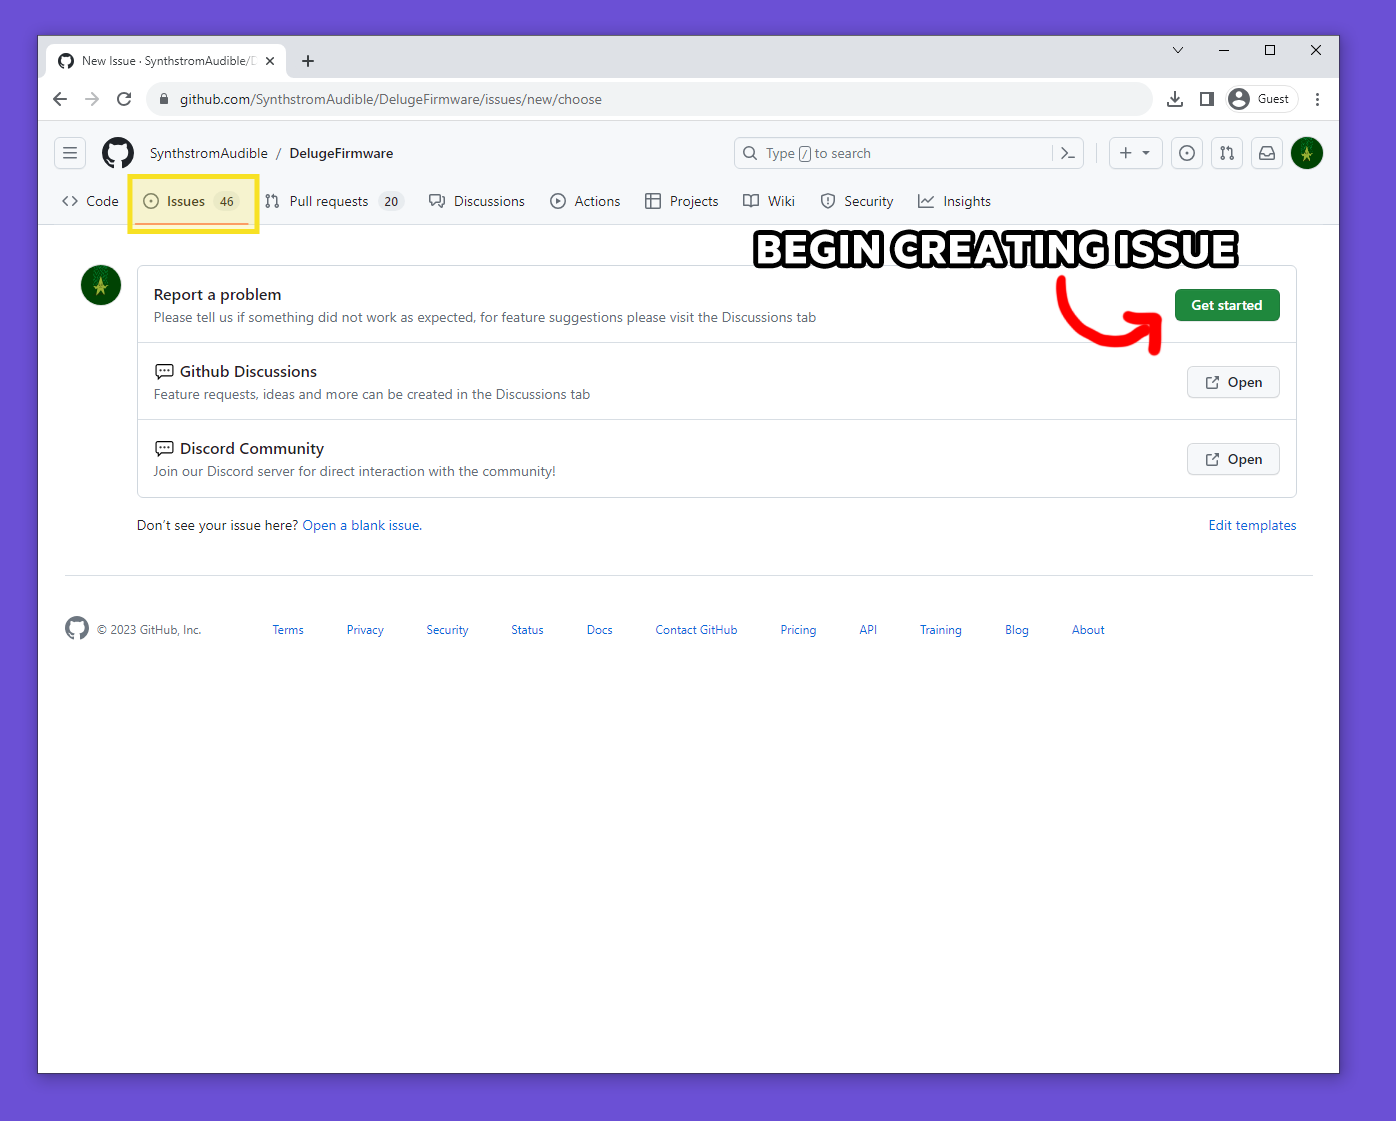 New Issue · SynthstromAudible/D
github.com/SynthstromAudible/DelugeFirmware/issues/new/choose
Guest
SynthstromAudible / DelugeFirmware
Type / to search
Code
Issues 46
Pull requests 20
Discussions
Actions
Projects
Wiki
Security
Insights
BEGIN CREATING ISSUE
Report a problem
Please tell us if something did not work as expected, for feature suggestions please visit the Discussions tab
Get started
Github Discussions
Feature requests, ideas and more can be created in the Discussions tab
Open
Discord Community
Join our Discord server for direct interaction with the community!
Open
Don't see your issue here? Open a blank issue.
Edit templates
© 2023 GitHub, Inc.
Terms
Privacy
Security
Status
Docs
Contact GitHub
Pricing
API
Training
Blog
About